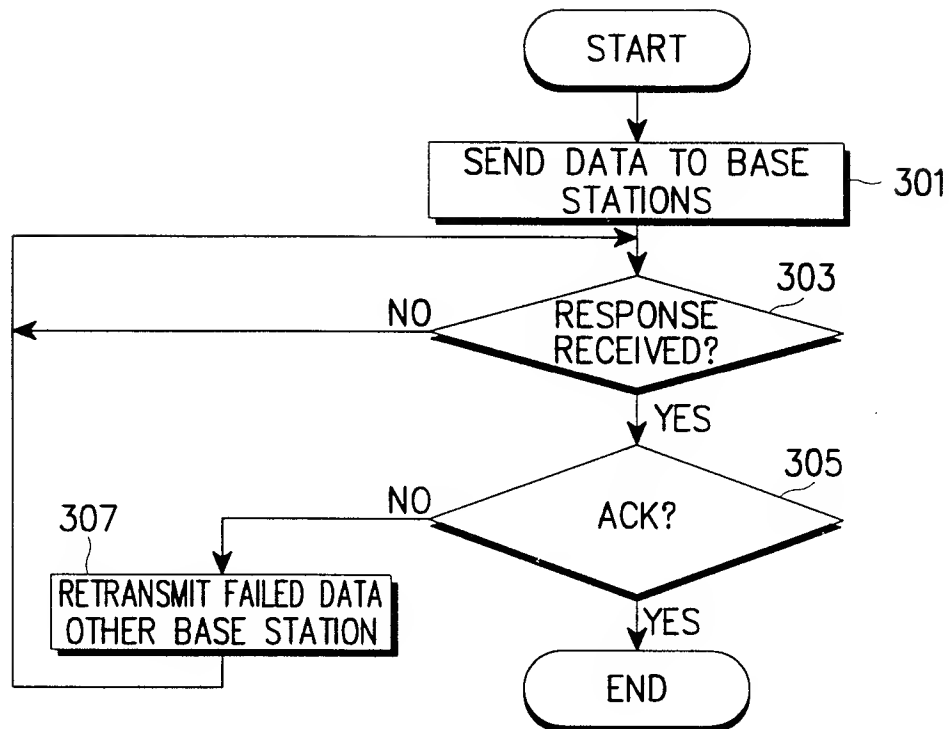 START
SEND DATA TO BASE
STATIONS
301
303
NO
RESPONSE
RECEIVED?
YES
305
NO
ACK?
307
RETRANSMIT FAILED DATA
OTHER BASE STATION
YES
END